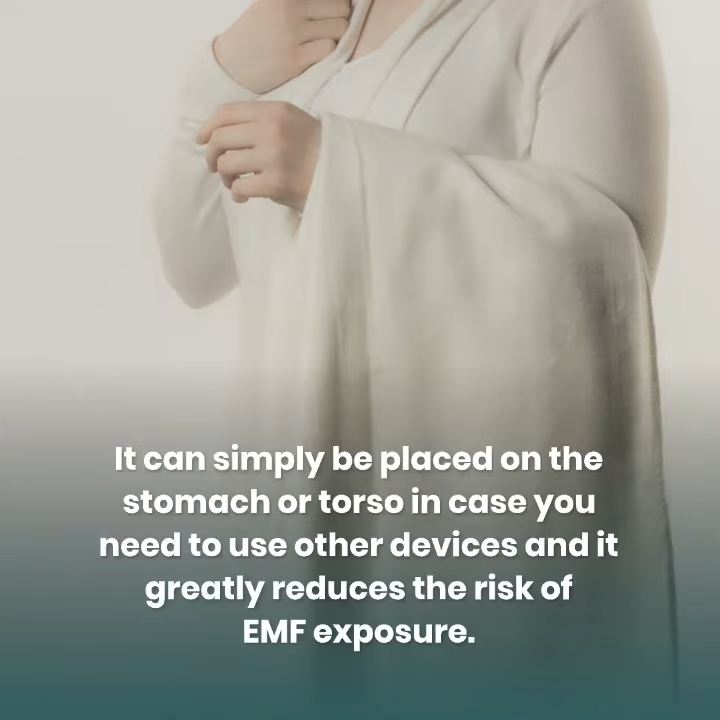 It can simply be placed on the
stomach or torso in case you
need to use other devices and it
greatly reduces the risk of
EMF exposure.